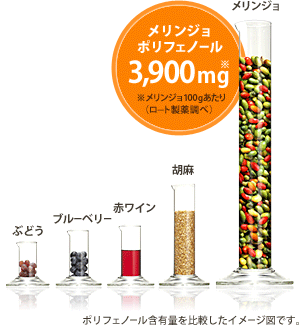 メリンジョ
メリンジョ
ポリフェノール
3,900mg※
※メリンジョ100gあたり
（ロート製薬調べ）
胡麻
赤ワイン
ブルーベリー
ぶどう
ポリフェノール含有量を比較したイメージ図です。